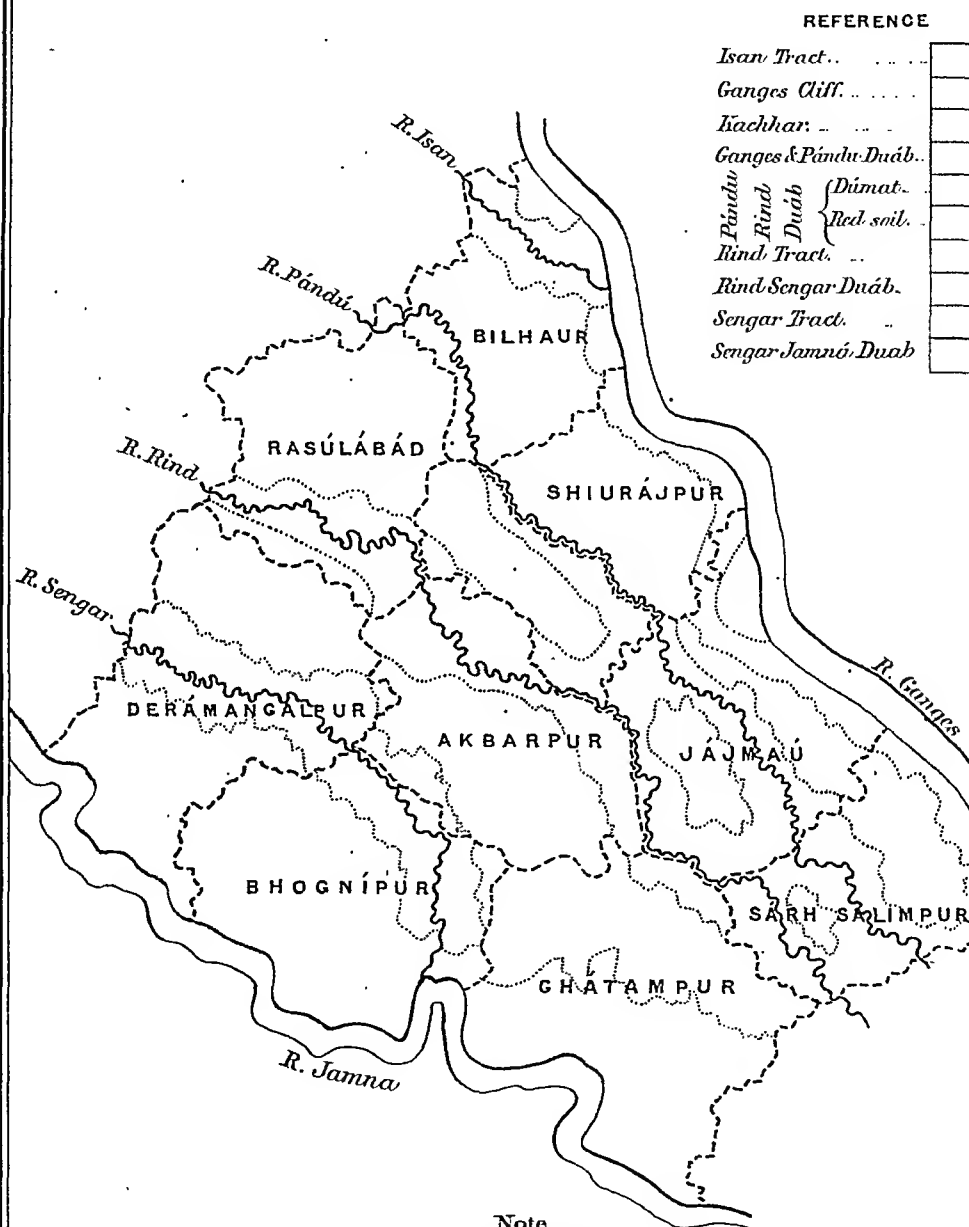 REFERENCE
Isan Tract..
Ganges Cliff.
Kachhar.
Ganges & Pándu Duáb..
Pándu Rind Duáb { Dúmat.
Red soil.
Rind Tract.
Rind Sengar Duáb.
Sengar Tract.
Sengar Jamná Duab
R. Isan
R. Pándú
BILHAUR
RASÚLÁBÁD
R. Rind
SHIURÁJPUR
R. Sengar
R. Ganges
DERÁMANGALPUR
AKBARPUR
JÁJMAÚ
BHOGNÍPUR
SÁRH SALIMPUR
GHÁTAMPUR
R. Jamna
Note